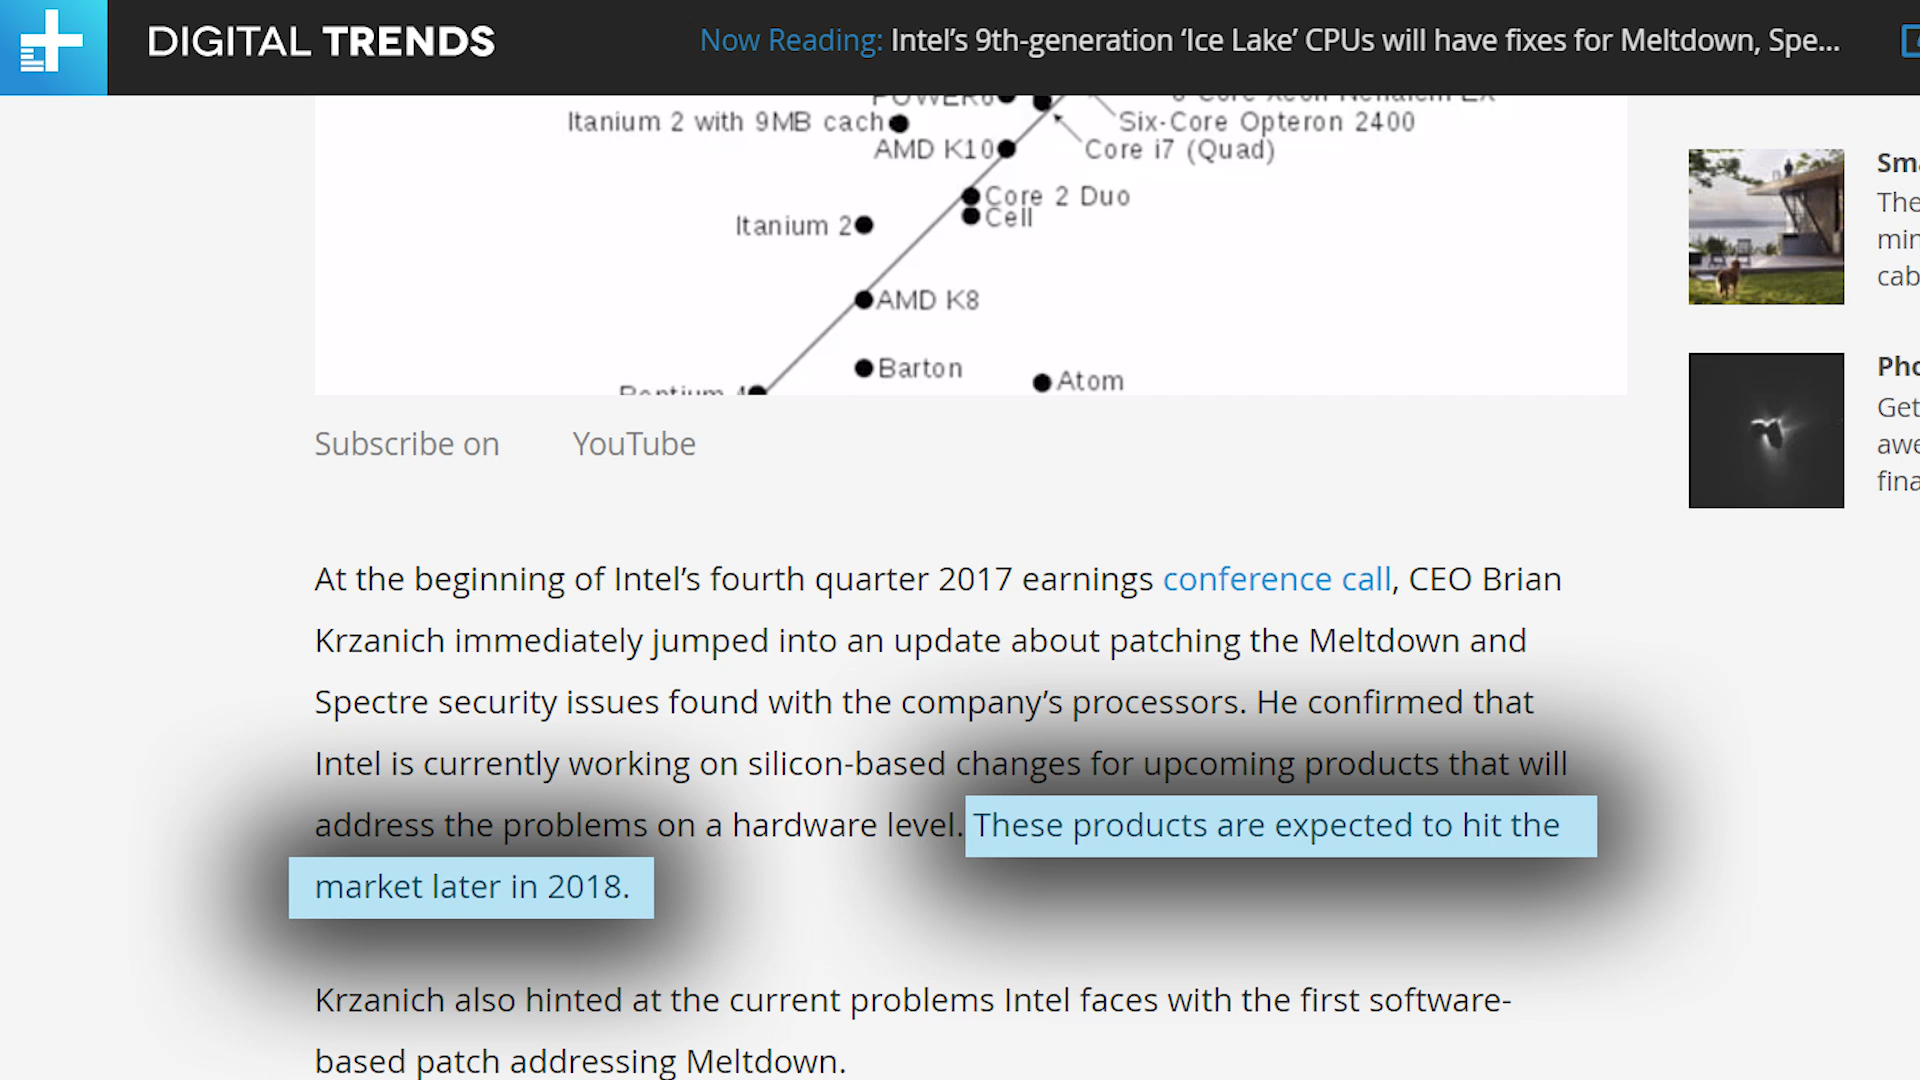 DIGITAL TRENDS
Now Reading: Intel’s 9th-generation ‘Ice Lake’ CPUs will have fixes for Meltdown, Spe...
Itanium 2 with 9MB cach
Six-Core Opteron 2400
AMD K10
Core i7 (Quad)
Core 2 Duo
Cell
Itanium 2
AMD K8
Barton
Atom
Pentium 4
Subscribe on YouTube
At the beginning of Intel’s fourth quarter 2017 earnings conference call, CEO Brian
Krzanich immediately jumped into an update about patching the Meltdown and
Spectre security issues found with the company’s processors. He confirmed that
Intel is currently working on silicon-based changes for upcoming products that will
address the problems on a hardware level. These products are expected to hit the
market later in 2018.
Krzanich also hinted at the current problems Intel faces with the first software-
based patch addressing Meltdown.
The
Get